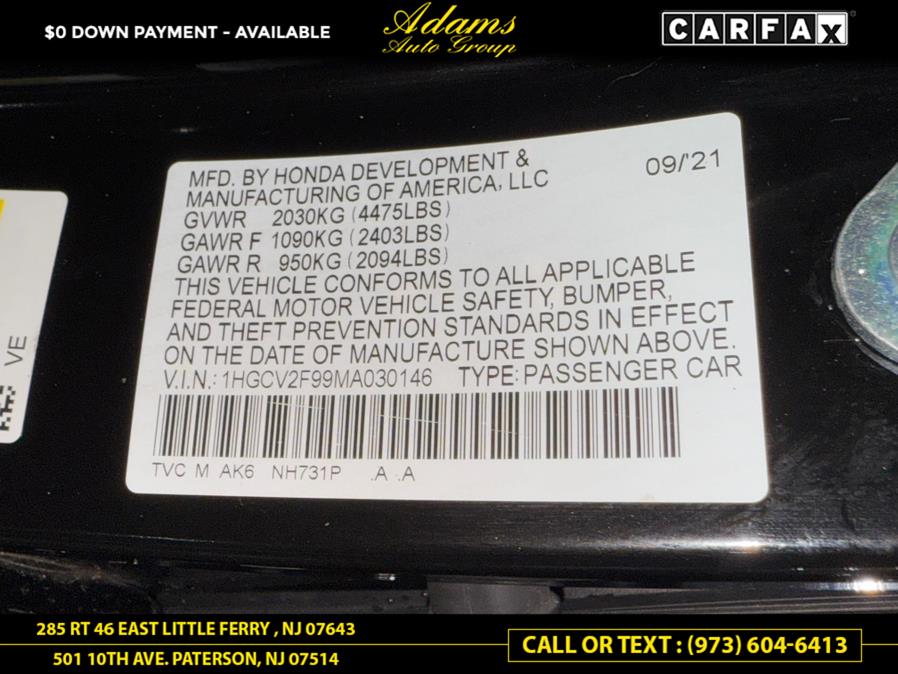 $0 DOWN PAYMENT - AVAILABLE
Adams
Auto Group
CARFAX
MFD. BY HONDA DEVELOPMENT &
MANUFACTURING OF AMERICA, LLC
09/'21
GVWR 2030KG (4475LBS)
GAWR F 1090KG (2403LBS)
GAWR R 950KG (2094LBS)
THIS VEHICLE CONFORMS TO ALL APPLICABLE
FEDERAL MOTOR VEHICLE SAFETY, BUMPER,
AND THEFT PREVENTION STANDARDS IN EFFECT
ON THE DATE OF MANUFACTURE SHOWN ABOVE.
V.I.N.: 1HGCV2F99MA030146 TYPE: PASSENGER CAR
TVC M AK6 NH731P .A .A
VE
285 RT 46 EAST LITTLE FERRY , NJ 07643
501 10TH AVE. PATERSON, NJ 07514
CALL OR TEXT : (973) 604-6413